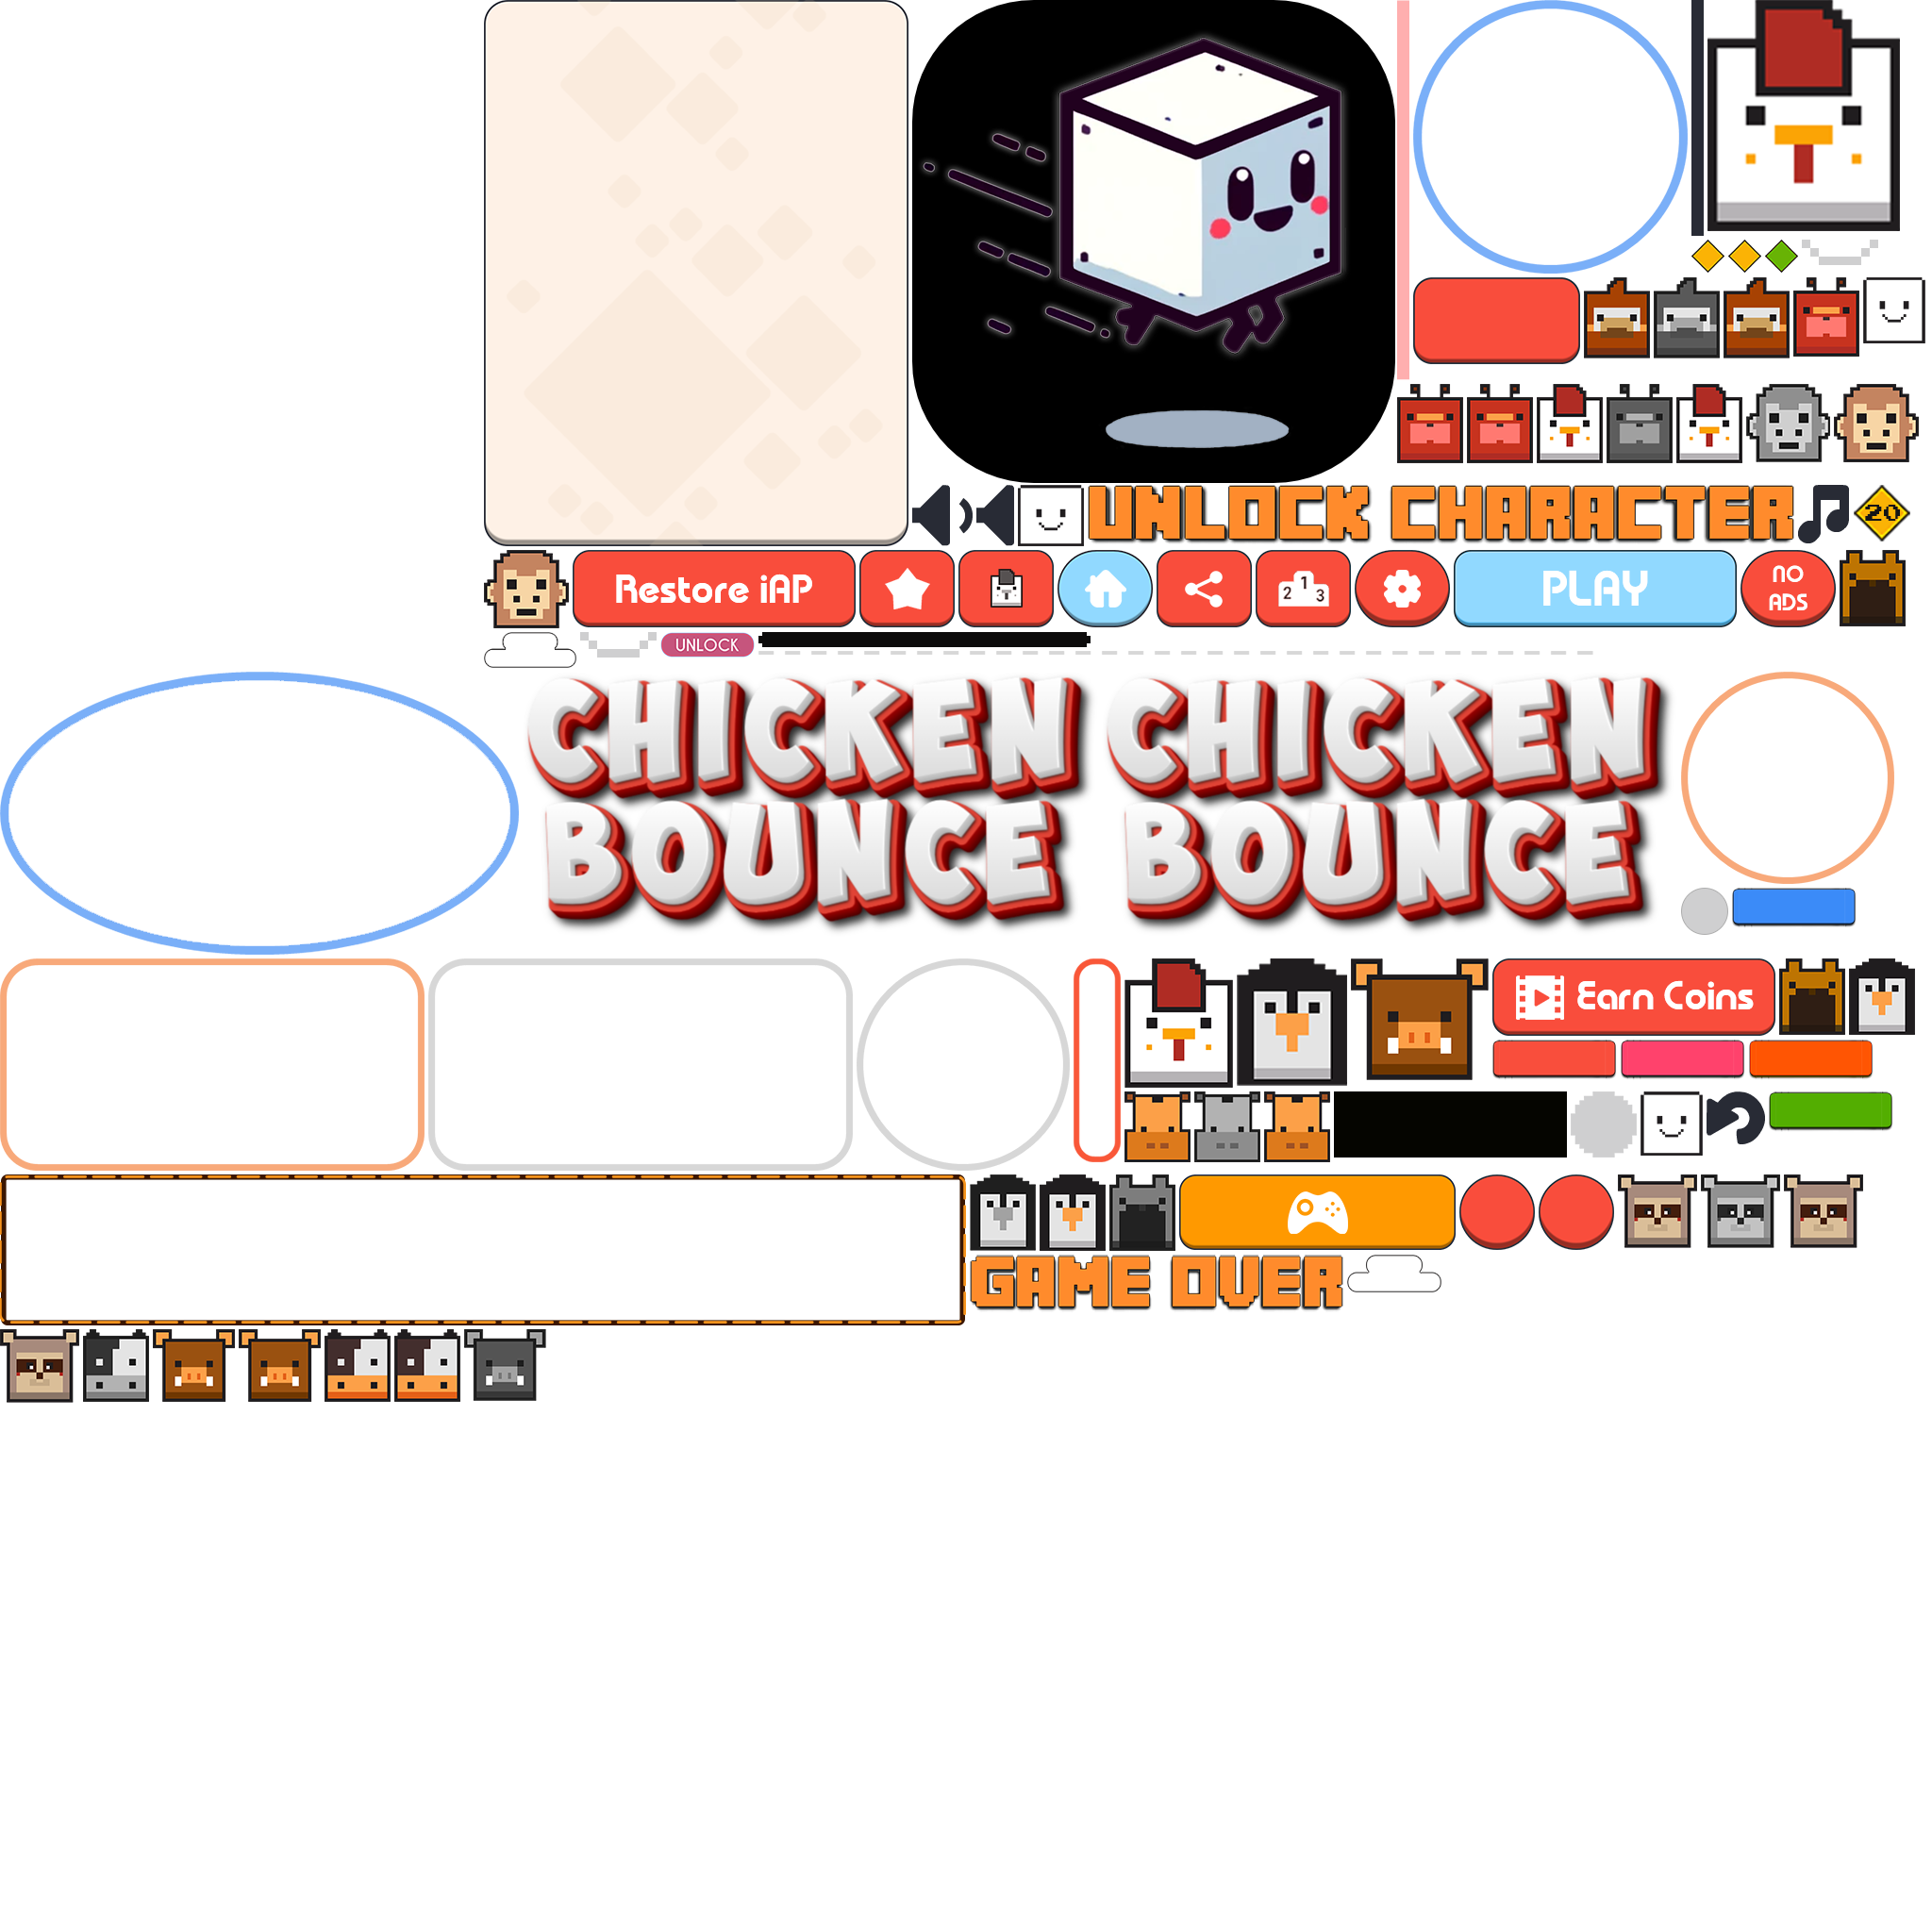 UNLOCK CHARACTER
20
Restore iAP
1
2
3
PLAY
NO
ADS
UNLOCK
CHICKEN
BOUNCE
CHICKEN
BOUNCE
Earn Coins
GAME OVER